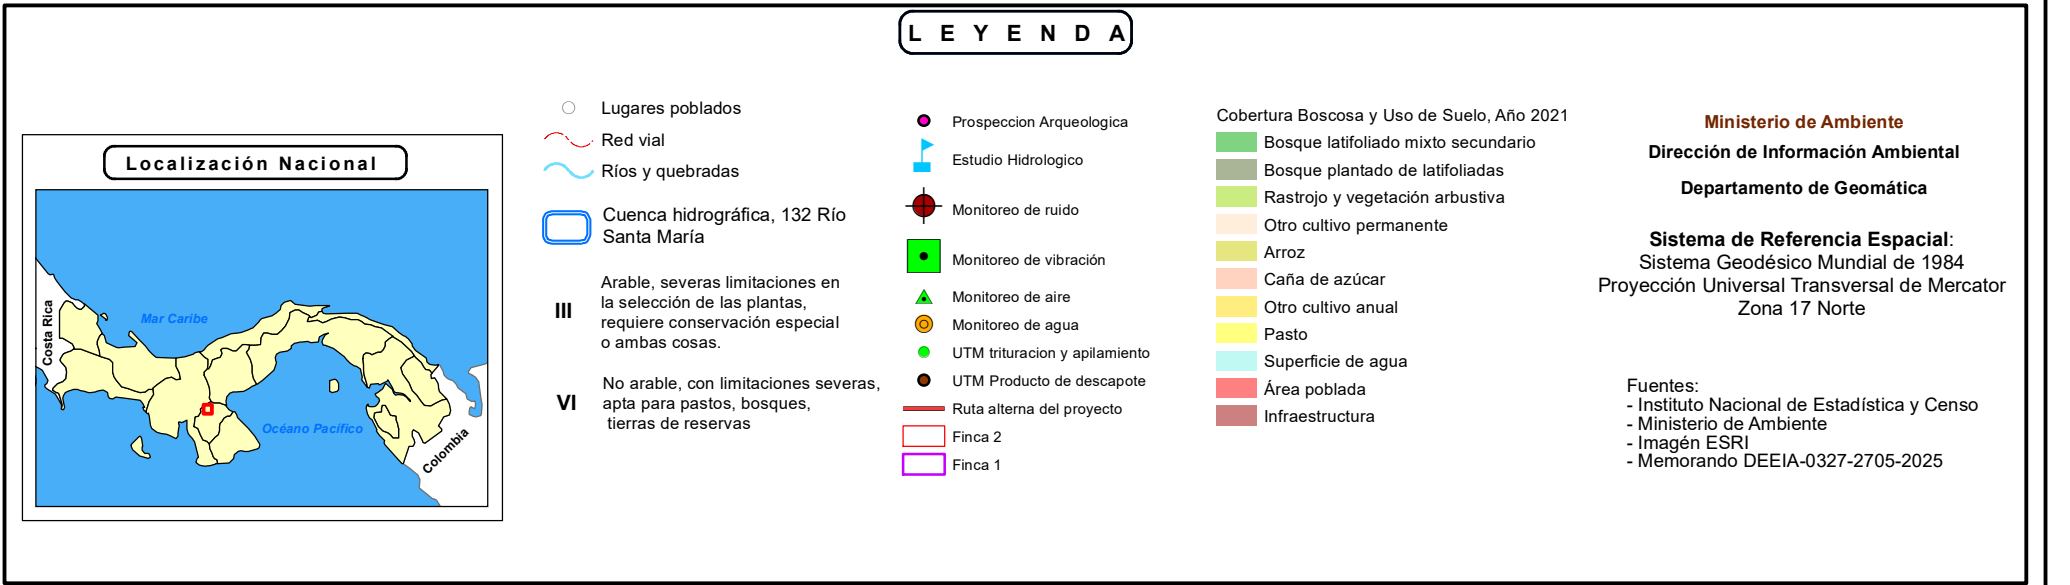 L E Y E N D A
Localización Nacional
Costa Rica
Mar Caribe
Océano Pacífico
Colombia
Lugares poblados
Red vial
Ríos y quebradas
Cuenca hidrográfica, 132 Río
Santa María
III
Arable, severas limitaciones en
la selección de las plantas,
requiere conservación especial
o ambas cosas.
VI
No arable, con limitaciones severas,
apta para pastos, bosques,
tierras de reservas
Prospeccion Arqueologica
Estudio Hidrologico
Monitoreo de ruido
Monitoreo de vibración
Monitoreo de aire
Monitoreo de agua
UTM trituracion y apilamiento
UTM Producto de descapote
Ruta alterna del proyecto
Finca 2
Finca 1
Cobertura Boscosa y Uso de Suelo, Año 2021
Bosque latifoliado mixto secundario
Bosque plantado de latifoliadas
Rastrojo y vegetación arbustiva
Otro cultivo permanente
Arroz
Caña de azúcar
Otro cultivo anual
Pasto
Superficie de agua
Área poblada
Infraestructura
Ministerio de Ambiente
Dirección de Información Ambiental
Departamento de Geomática
Sistema de Referencia Espacial:
Sistema Geodésico Mundial de 1984
Proyección Universal Transversal de Mercator
Zona 17 Norte
Fuentes:
- Instituto Nacional de Estadística y Censo
- Ministerio de Ambiente
- Imagén ESRI
- Memorando DEEIA-0327-2705-2025